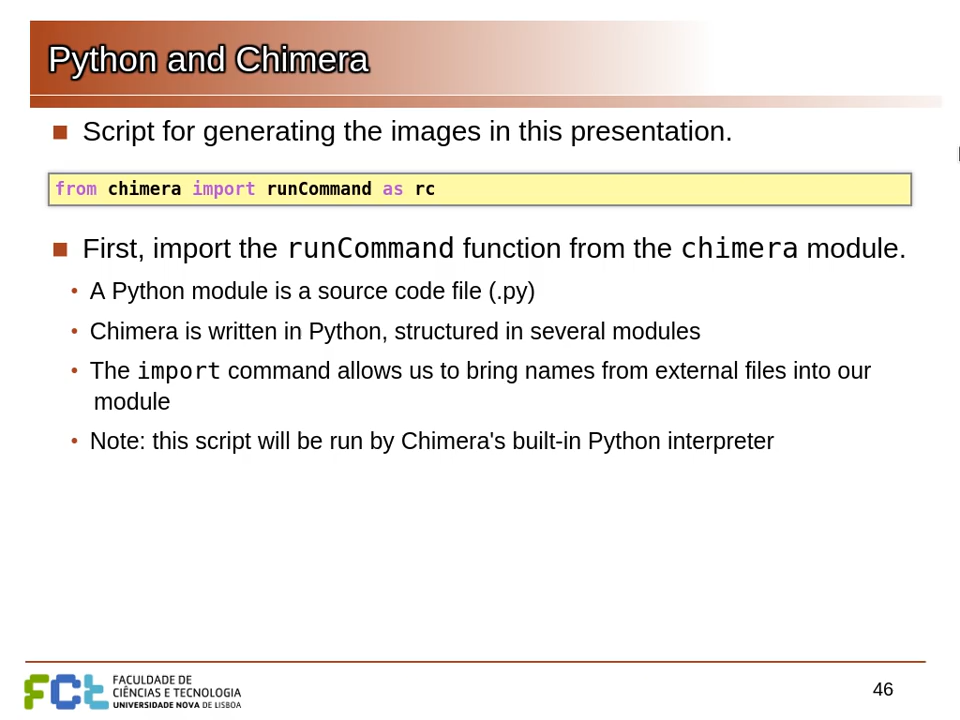 Python and Chimera
Script for generating the images in this presentation.
from chimera import runCommand as rc
First, import the runCommand function from the chimera module.
• A Python module is a source code file (.py)
• Chimera is written in Python, structured in several modules
• The import command allows us to bring names from external files into our
module
• Note: this script will be run by Chimera's built-in Python interpreter
FCt
FACULDADE DE
CIÊNCIAS E TECNOLOGIA
UNIVERSIDADE NOVA DE LISBOA
46